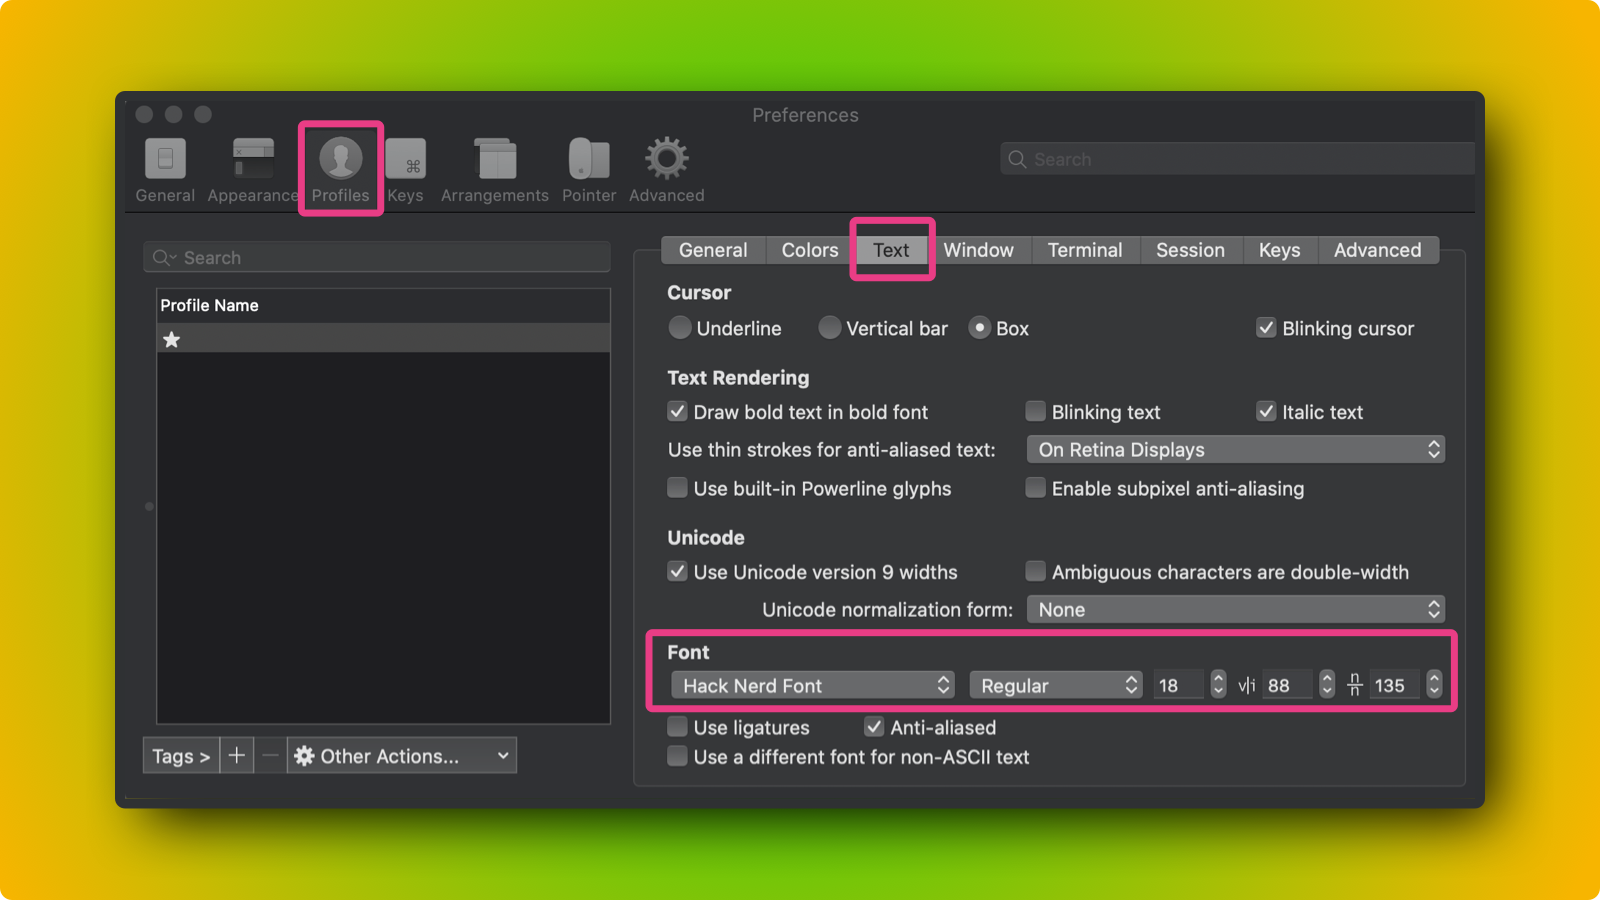 Preferences
General Appearance Profiles Keys Arrangements Pointer Advanced
Search
Search
Profile Name
Tags >
Other Actions...
General Colors Text Window Terminal Session Keys Advanced
Cursor
Underline Vertical bar Box Blinking cursor
Text Rendering
Draw bold text in bold font Blinking text Italic text
Use thin strokes for anti-aliased text: On Retina Displays
Use built-in Powerline glyphs Enable subpixel anti-aliasing
Unicode
Use Unicode version 9 widths Ambiguous characters are double-width
Unicode normalization form: None
Font
Hack Nerd Font Regular 18 v|i 88 n/n 135
Use ligatures Anti-aliased
Use a different font for non-ASCII text